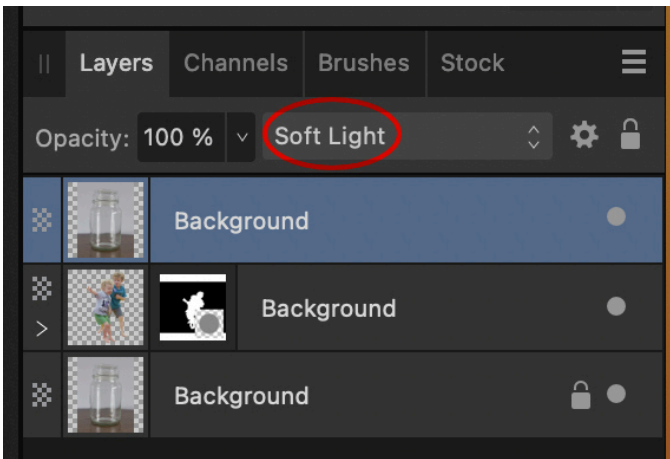 Layers Channels Brushes Stock
Opacity: 100 % Soft Light
Background
Background
Background